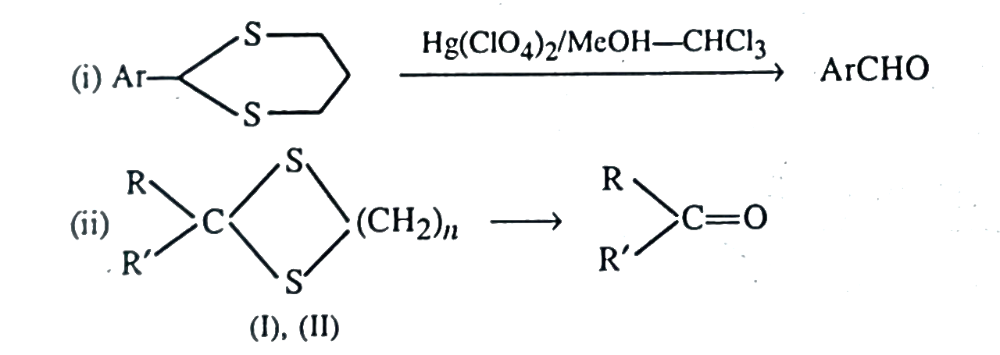 (i) Ar S S Hg(ClO4)2/MeOH—CHCl3 ArCHO
(ii) R R′ C S S (CH2)n R R′ C=O
(I), (II)